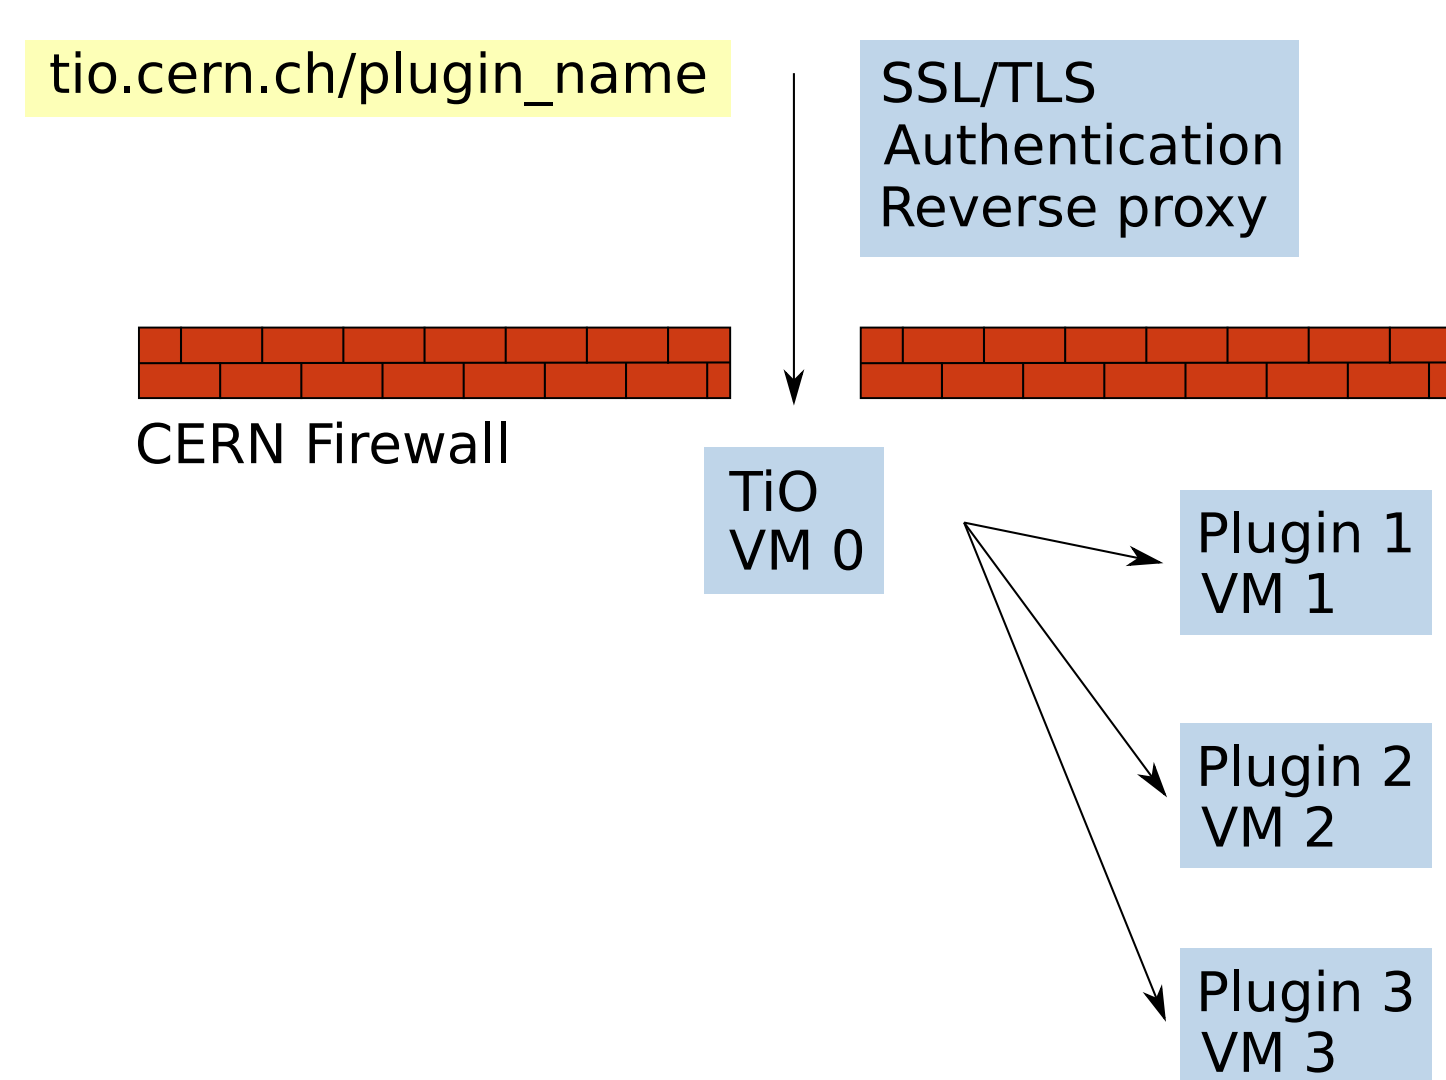 tio.cern.ch/plugin_name
SSL/TLS
Authentication
Reverse proxy
CERN Firewall
TiO
VM 0
Plugin 1
VM 1
Plugin 2
VM 2
Plugin 3
VM 3